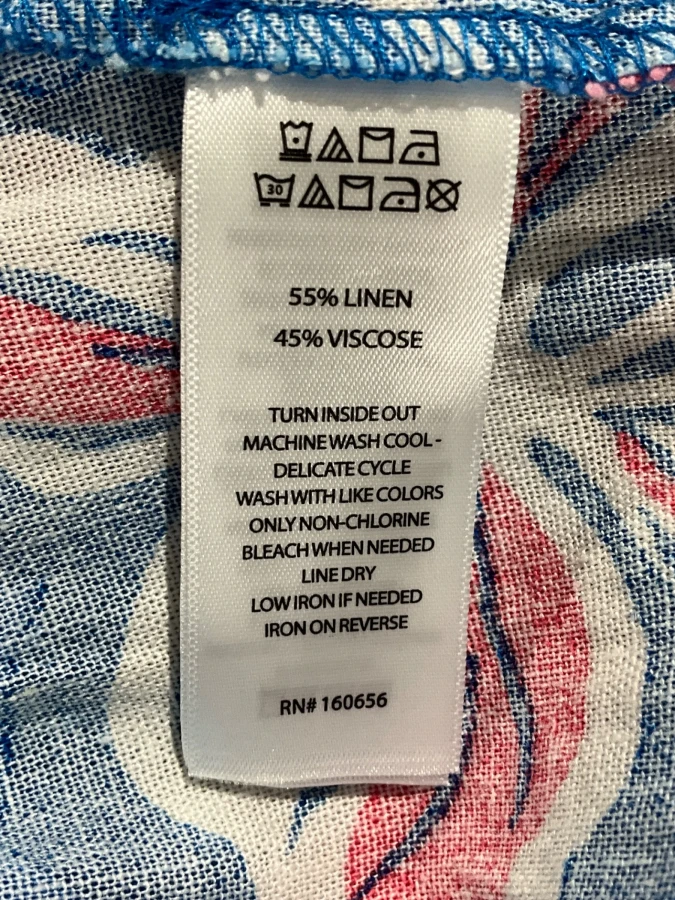 30
55% LINEN
45% VISCOSE
TURN INSIDE OUT
MACHINE WASH COOL -
DELICATE CYCLE
WASH WITH LIKE COLORS
ONLY NON-CHLORINE
BLEACH WHEN NEEDED
LINE DRY
LOW IRON IF NEEDED
IRON ON REVERSE
RN# 160656